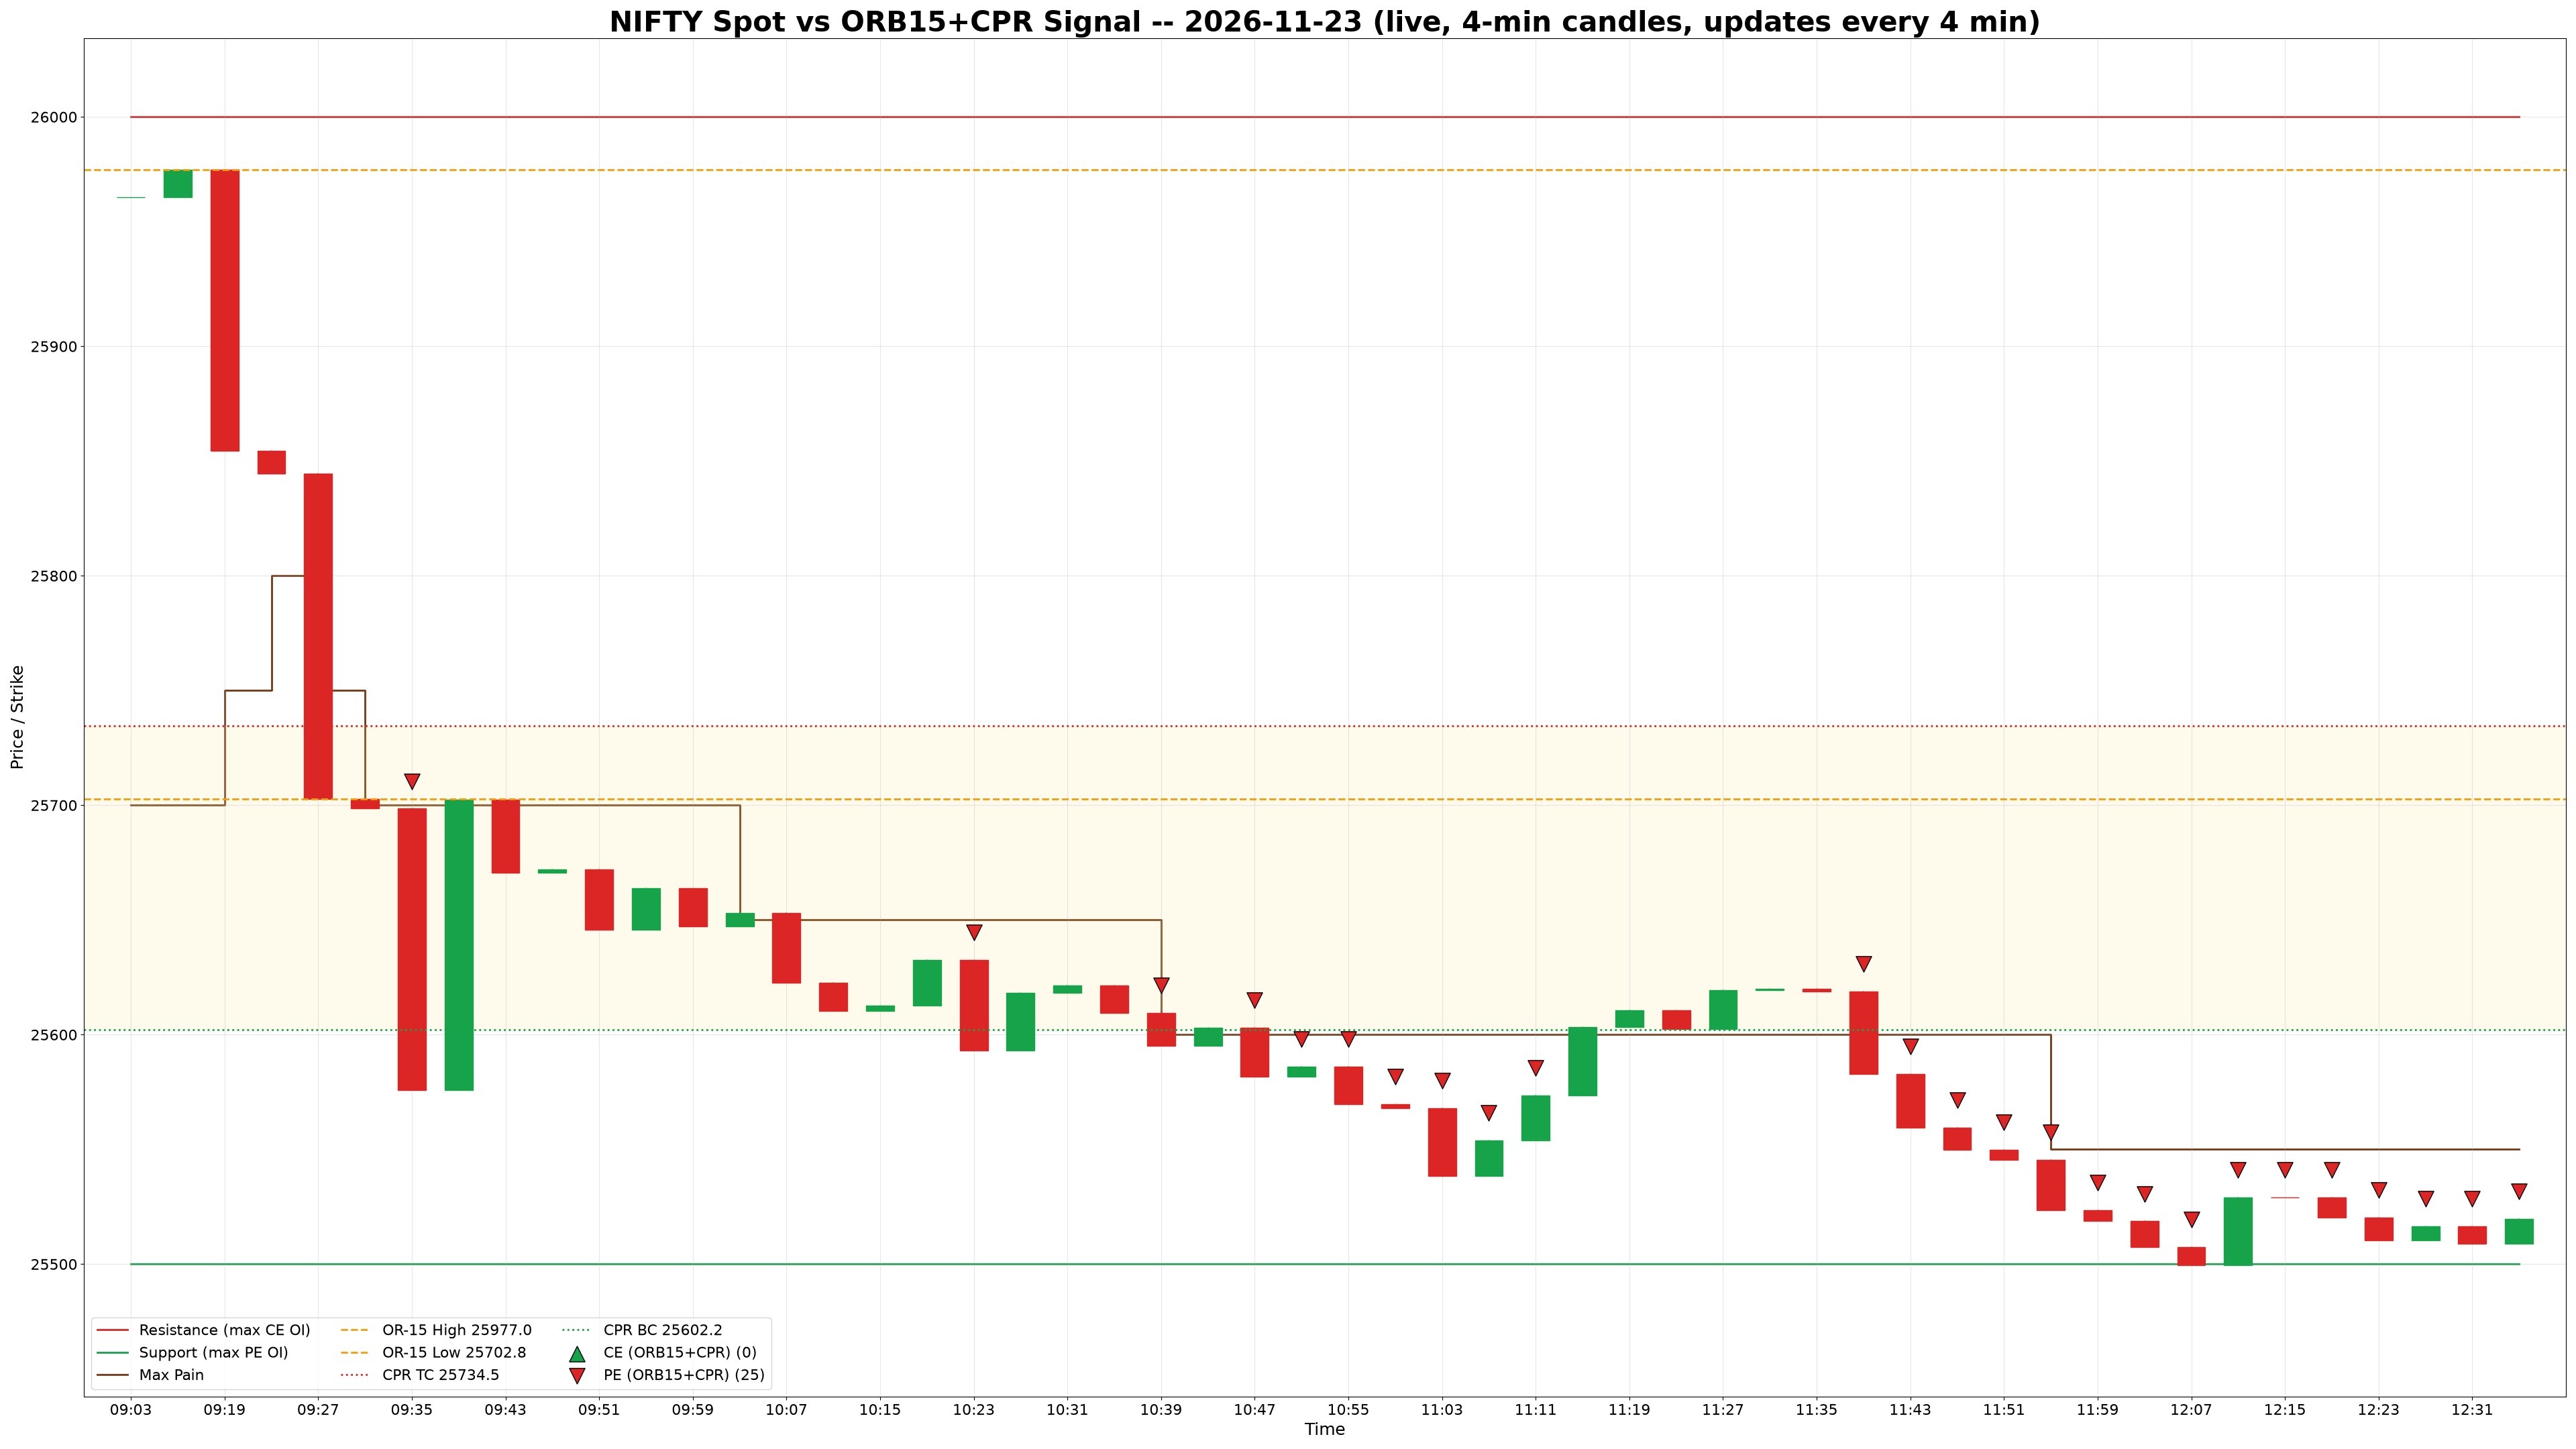 NIFTY Spot vs ORB15+CPR Signal -- 2026-11-23 (live, 4-min candles, updates every 4 min)
Price / Strike
26000
25900
25800
25700
25600
25500
Resistance (max CE OI)
Support (max PE OI)
Max Pain
OR-15 High 25977.0
OR-15 Low 25702.8
CPR TC 25734.5
CPR BC 25602.2
CE (ORB15+CPR) (0)
PE (ORB15+CPR) (25)
09:03 09:19 09:27 09:35 09:43 09:51 09:59 10:07 10:15 10:23 10:31 10:39 10:47 10:55 11:03 11:11 11:19 11:27 11:35 11:43 11:51 11:59 12:07 12:15 12:23 12:31
Time